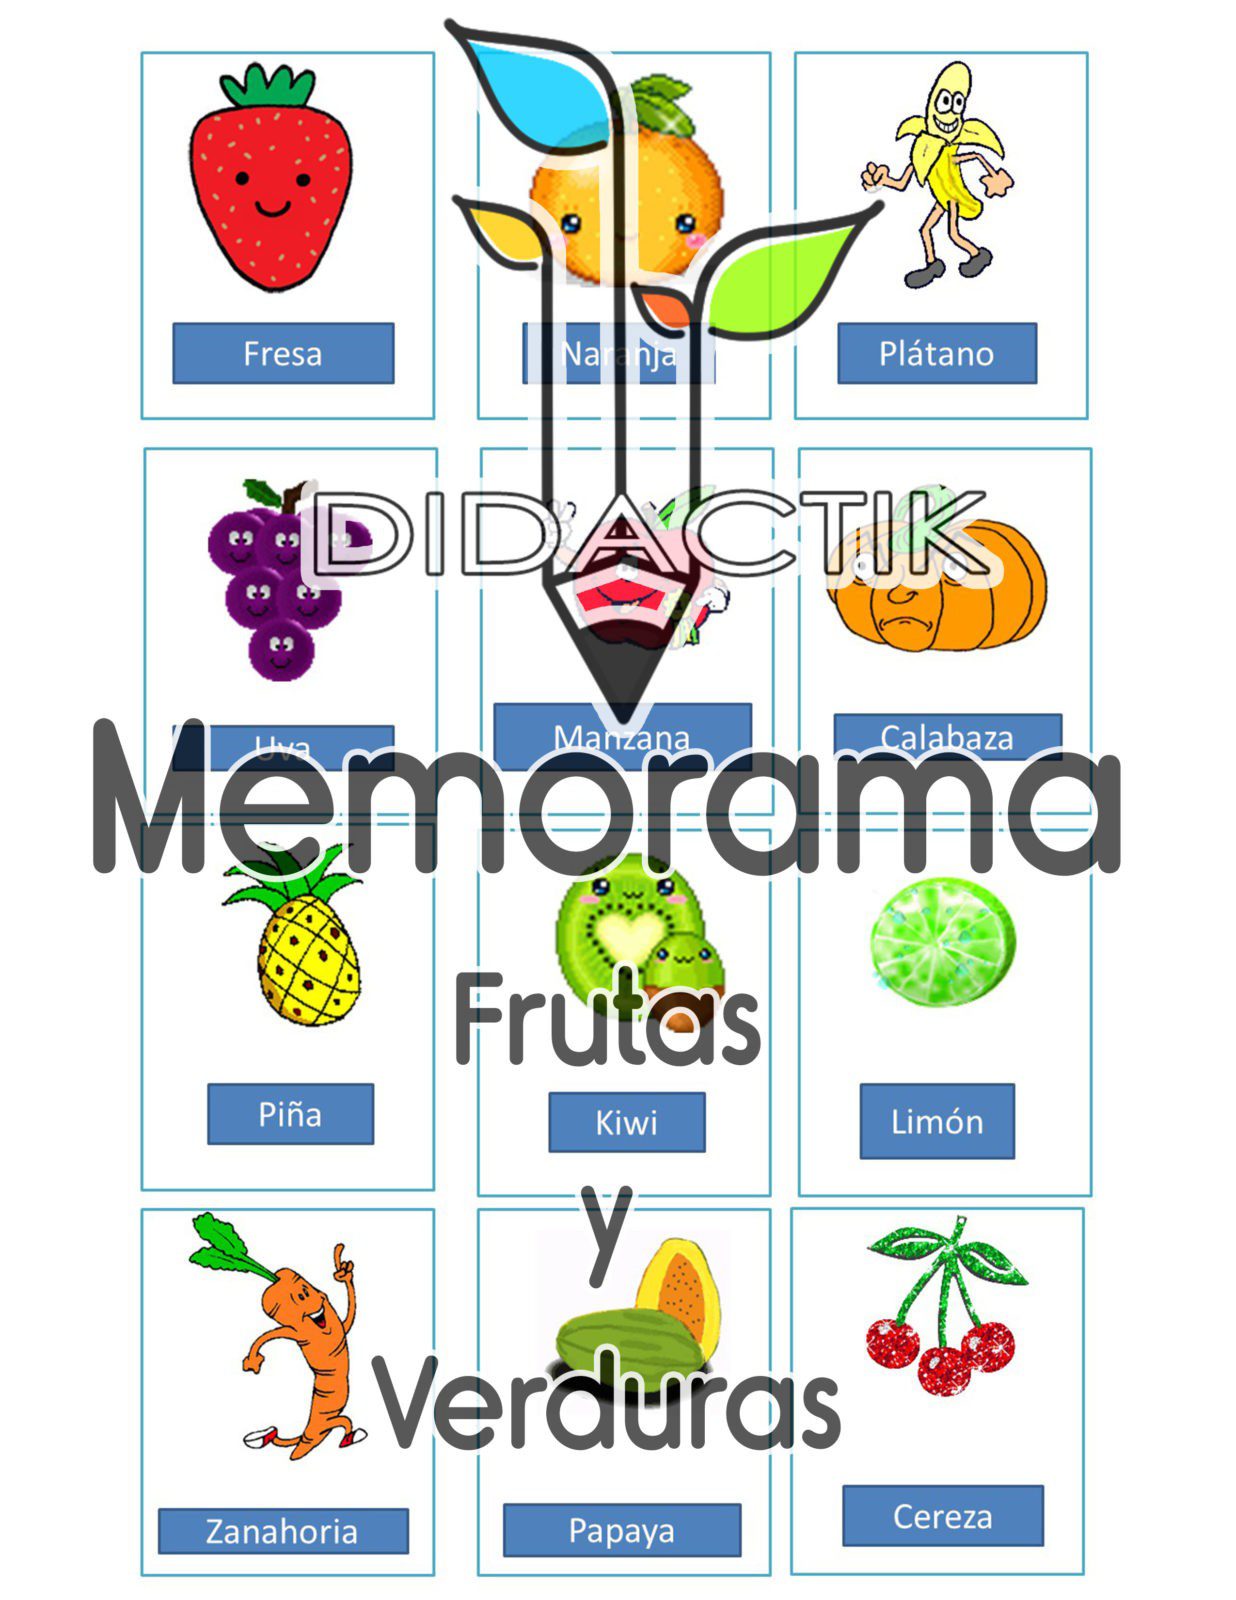 Fresa
Naranja
Plátano
DIDACTIK
Uva
Manzana
Calabaza
Memorama
Frutas
Piña
Kiwi
Limón
y
Verduras
Zanahoria
Papaya
Cereza